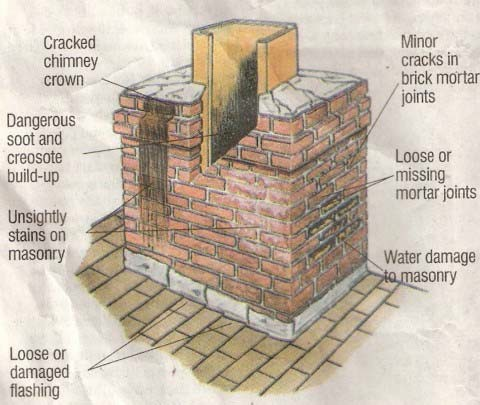 Cracked
chimney
crown
Dangerous
soot and
creosote
build-up
Unsightly
stains on
masonry
Loose or
damaged
flashing
Minor
cracks in
brick mortar
joints
Loose or
missing
mortar joints
Water damage
to masonry